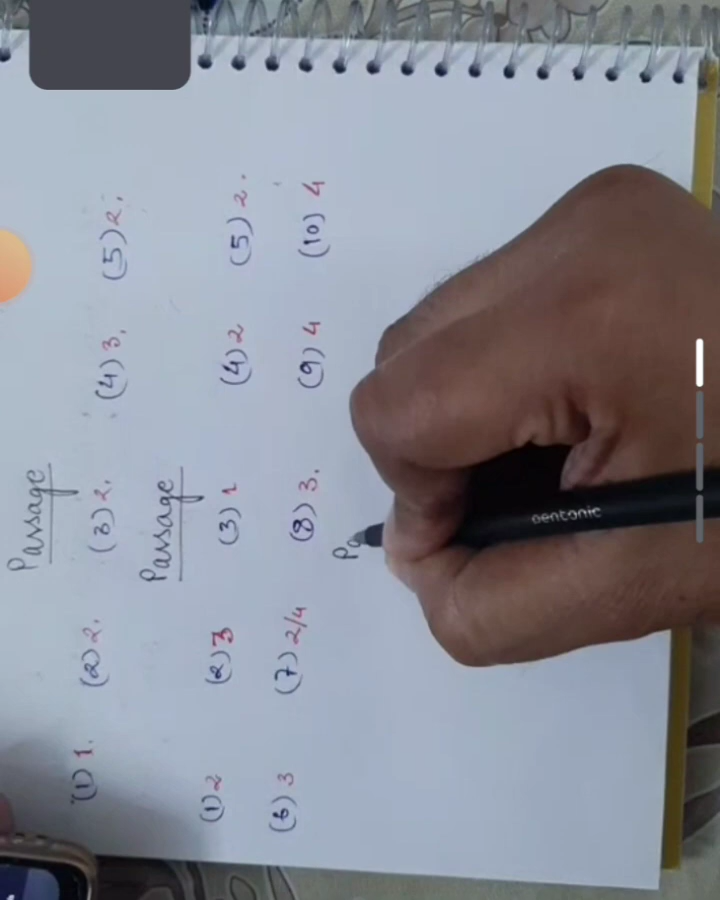 Passage
(1) 1. (2) 2. (3) 2. (4) 3. (5) 2.
Passage
(1) 2 (2) 3 (3) 1 (4) 2 (5) 2.
(6) 3 (7) 2/4 (8) 3. (9) 4 (10) 4
Pa
pentonic